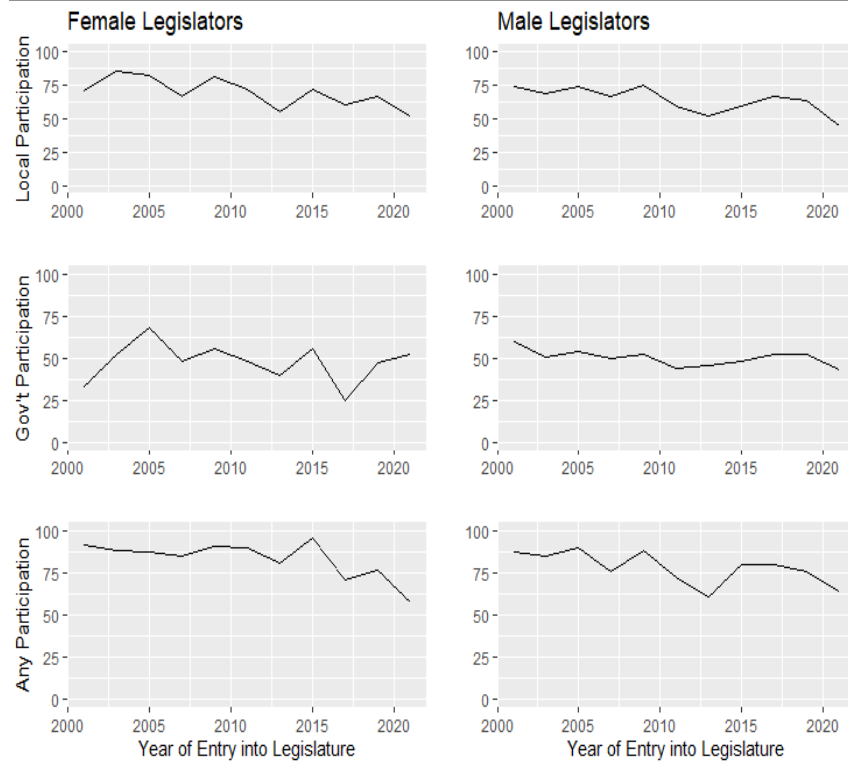 Female Legislators
Male Legislators
Local Participation
100
75
50
25
0
2000 2005 2010 2015 2020
100
75
50
25
0
2000 2005 2010 2015 2020
Gov't Participation
100
75
50
25
0
2000 2005 2010 2015 2020
100
75
50
25
0
2000 2005 2010 2015 2020
Any Participation
100
75
50
25
0
2000 2005 2010 2015 2020
Year of Entry into Legislature
100
75
50
25
0
2000 2005 2010 2015 2020
Year of Entry into Legislature